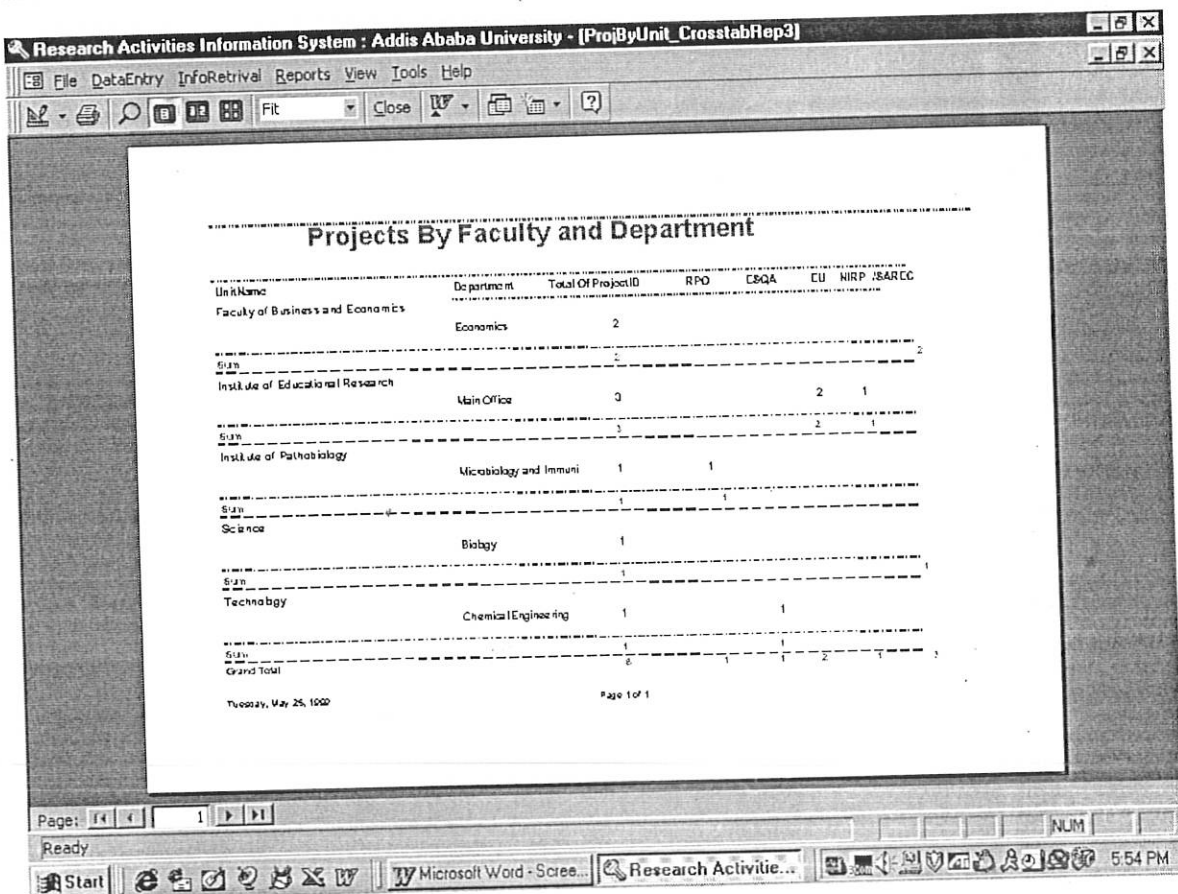 Research Activities Information System : Addis Ababa University - [ProjByUnit_CrosstabRep3]
File DataEntry InfoRetrival Reports View Tools Help
Fit Close
Projects By Faculty and Department
UnitName Department Total Of ProjectID RPO ESQA EU NIRP /SAREC
Faculty of Business and Economics
Economics 2
Sum 2 2
Institute of Educational Research
Main Office 3 2 1
Sum 3 2 1
Institute of Pathobiology
Microbiology and Immuni 1 1
Sum 1 1
Science
Biology 1
Sum 1 1
Technology
Chemical Engineering 1 1
Sum 1 1
Grand Total 8 1 1 2 1 3
Tuesday, May 25, 1999 Page 1 of 1
Page: 1
Ready NUM
Start Microsoft Word - Scree... Research Activitie... 5:54 PM